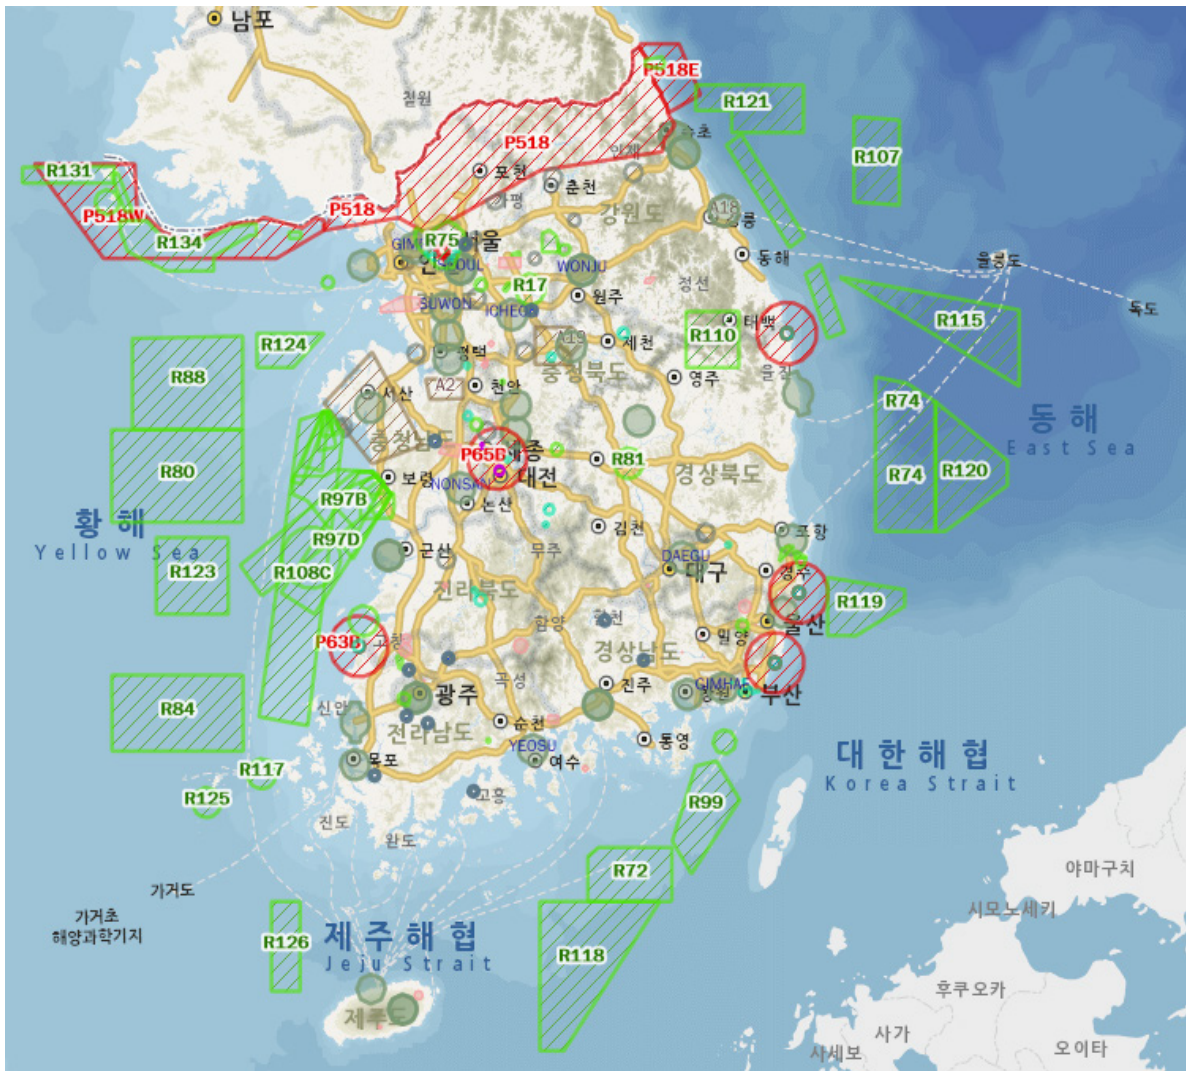 남포
P518E
R121
철원
속초
P518
인제
R107
R131
포천
춘천
가평
P518W
P518
강원도
A18
R134
R75
동해
울릉도
SEOUL
WONJU
정선
R17
원주
독도
SUWON
R115
태백
R124
R110
제천
A19
평택
충청북도
울진
R88
영주
A2
천안
서산
R74
동해
East Sea
충청남도
P65B
세종
R81
R80
R74
R120
대전
경상북도
보령
NONSAN
R97B
논산
황해
Yellow Sea
김천
포항
R97D
군산
무주
DAEGU
대구
경주
R123
R108C
전라북도
R119
합천
함양
울산
밀양
P63B
고창
경상남도
곡성
진주
GIMHAE
창원
부산
광주
신안
R84
순천
전라남도
통영
YEOSU
여수
목포
대한해협
Korea Strait
R117
R125
고흥
R99
진도
완도
R72
야마구치
가거도
시모노세키
가거초
해양과학기지
R126
제주해협
Jeju Strait
R118
후쿠오카
제주도
사가
사세보
오이타